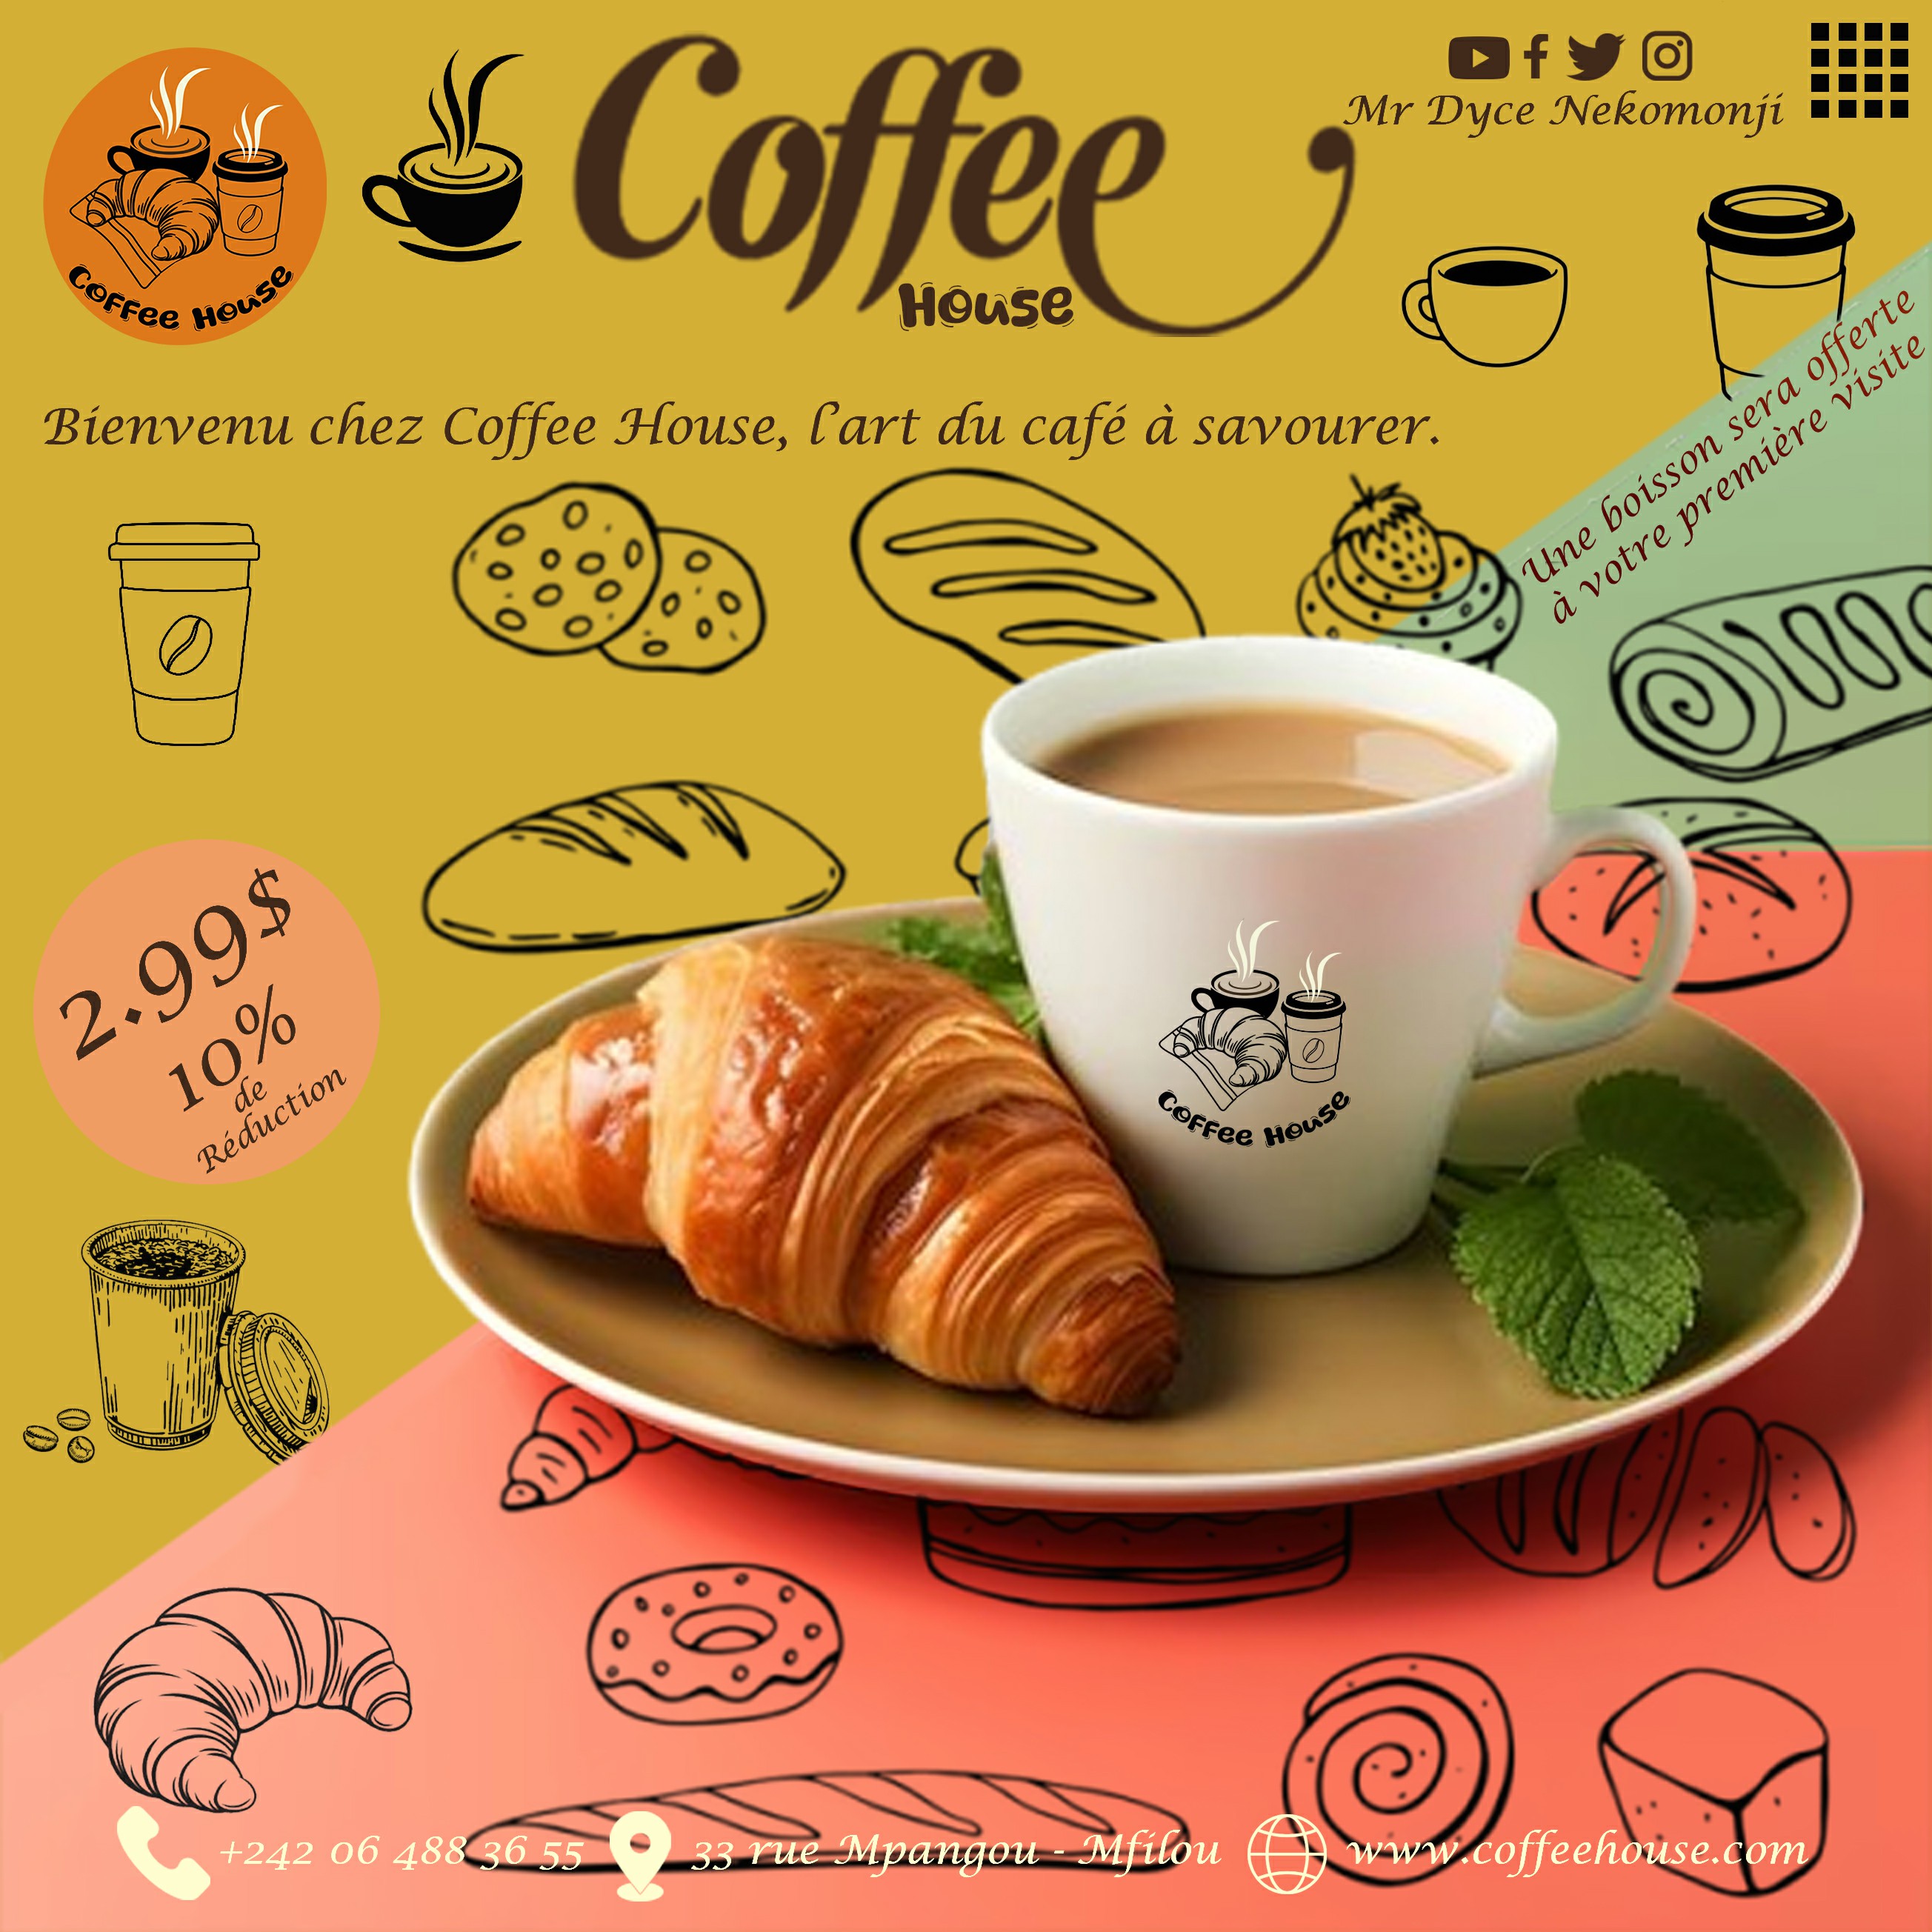 Coffee House
Coffee
House
Mr Dyce Nekomonji
Bienvenu chez Coffee House, l'art du café à savourer.
Une boisson sera offerte
à votre première visite
2.99$
10%
de
Réduction
Coffee House
+242 06 488 36 55
33 rue Mpangou - Mfilou
www.coffeehouse.com